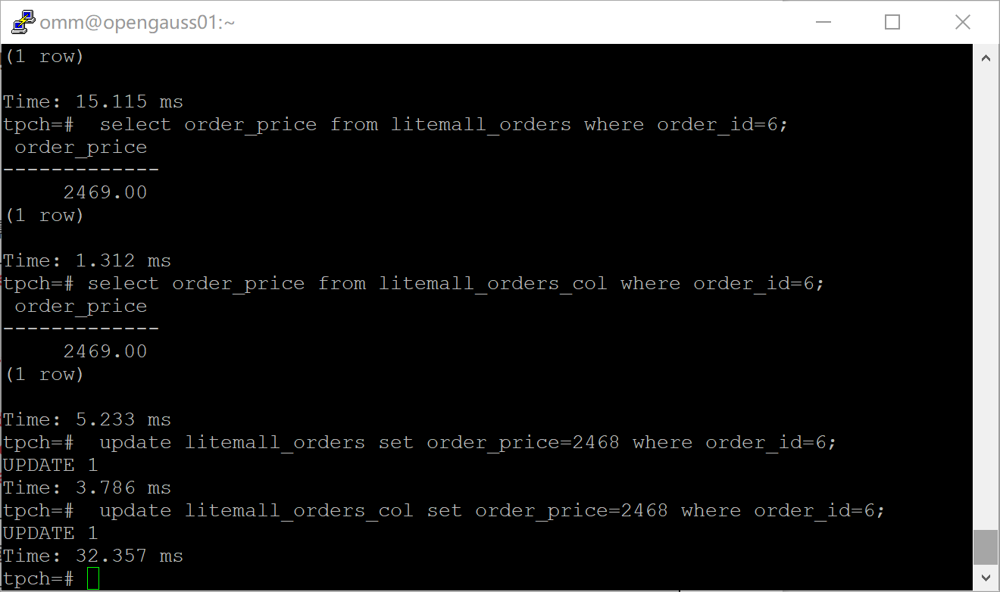 omm@opengauss01:~
(1 row)
Time: 15.115 ms
tpch=#  select order_price from litemall_orders where order_id=6;
 order_price
-------------
     2469.00
(1 row)
Time: 1.312 ms
tpch=# select order_price from litemall_orders_col where order_id=6;
 order_price
-------------
     2469.00
(1 row)
Time: 5.233 ms
tpch=#  update litemall_orders set order_price=2468 where order_id=6;
UPDATE 1
Time: 3.786 ms
tpch=#  update litemall_orders_col set order_price=2468 where order_id=6;
UPDATE 1
Time: 32.357 ms
tpch=#